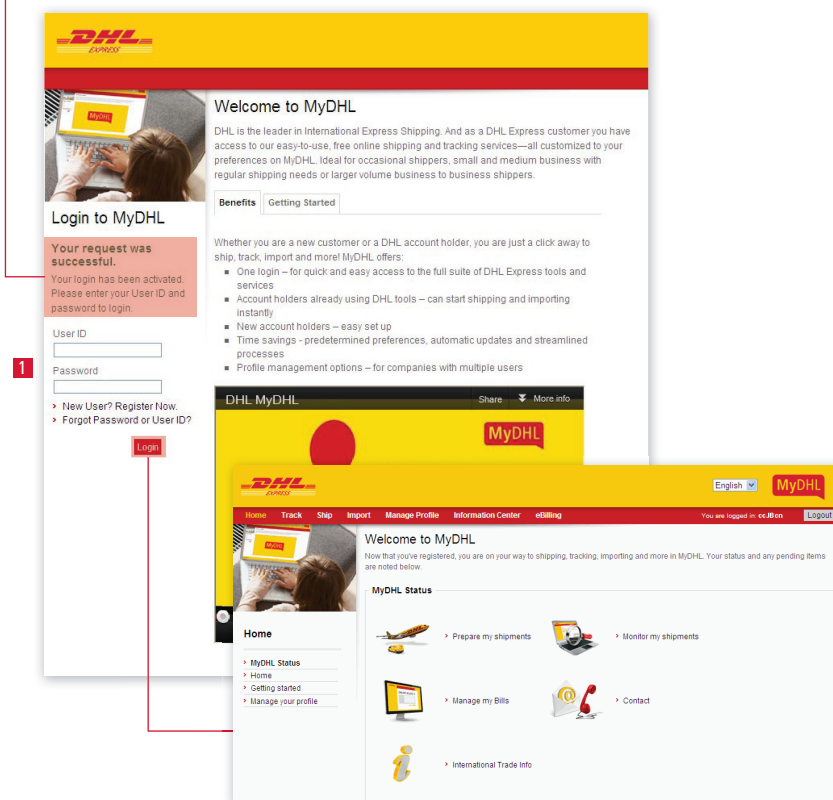 DHL
EXPRESS
MyDHL
Welcome to MyDHL
DHL is the leader in International Express Shipping. And as a DHL Express customer you have
access to our easy-to-use, free online shipping and tracking services—all customized to your
preferences on MyDHL. Ideal for occasional shippers, small and medium business with
regular shipping needs or larger volume business to business shippers.
Benefits Getting Started
Login to MyDHL
Your request was
successful.
Your login has been activated.
Please enter your User ID and
password to login.
User ID
1
Password
New User? Register Now.
Forgot Password or User ID?
Login
Whether you are a new customer or a DHL account holder, you are just a click away to
ship, track, import and more! MyDHL offers:
One login – for quick and easy access to the full suite of DHL Express tools and
services
Account holders already using DHL tools – can start shipping and importing
instantly
New account holders – easy set up
Time savings - predetermined preferences, automatic updates and streamlined
processes
Profile management options – for companies with multiple users
DHL MyDHL Share More info
MyDHL
DHL
EXPRESS
English MyDHL
Home Track Ship Import Manage Profile Information Center eBilling You are logged in: ccJBcn Logout
MyDHL
Welcome to MyDHL
Now that you've registered, you are on your way to shipping, tracking, importing and more in MyDHL. Your status and any pending items
are noted below.
MyDHL Status
Home
MyDHL Status
Home
Getting started
Manage your profile
Prepare my shipments
Monitor my shipments
Manage my Bills
Contact
International Trade Info